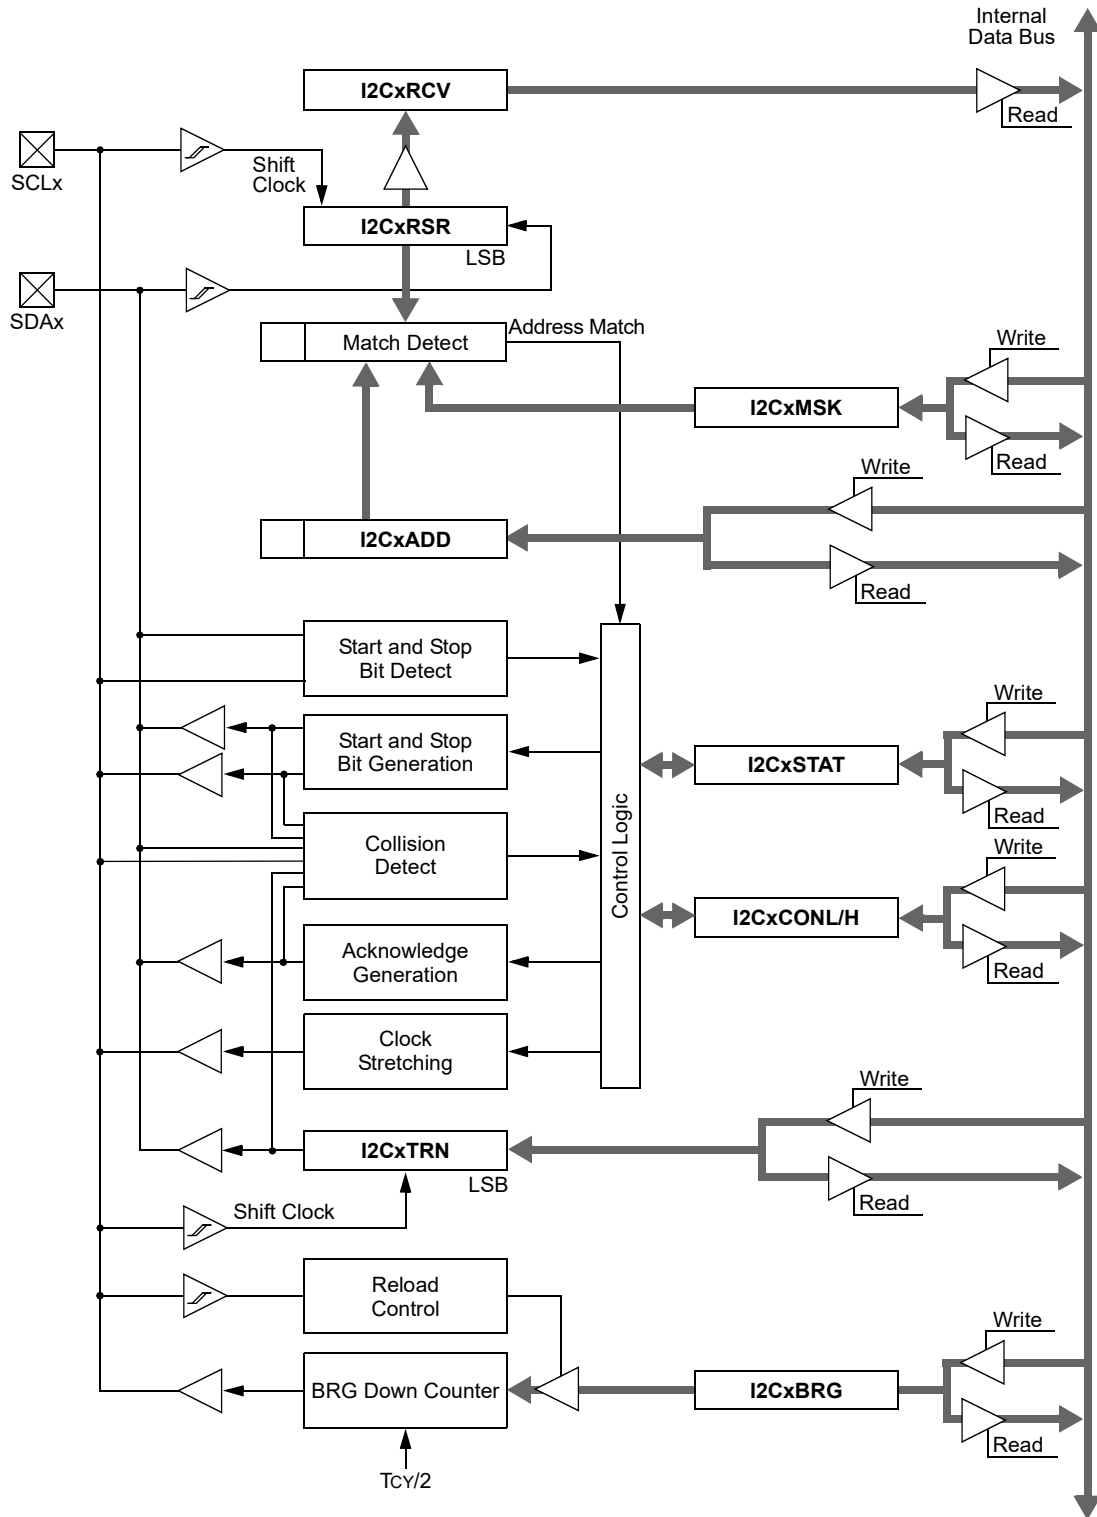 Internal
Data Bus
I2CxRCV
Read
SCLx
Shift
Clock
I2CxRSR
LSB
SDAx
Address Match
Match Detect
Write
I2CxMSK
Read
Write
I2CxADD
Read
Start and Stop
Bit Detect
Write
Start and Stop
Bit Generation
I2CxSTAT
Read
Control Logic
Collision
Detect
Write
I2CxCONL/H
Read
Acknowledge
Generation
Clock
Stretching
Write
I2CxTRN
LSB
Read
Shift Clock
Reload
Control
Write
BRG Down Counter
I2CxBRG
Read
TCY/2